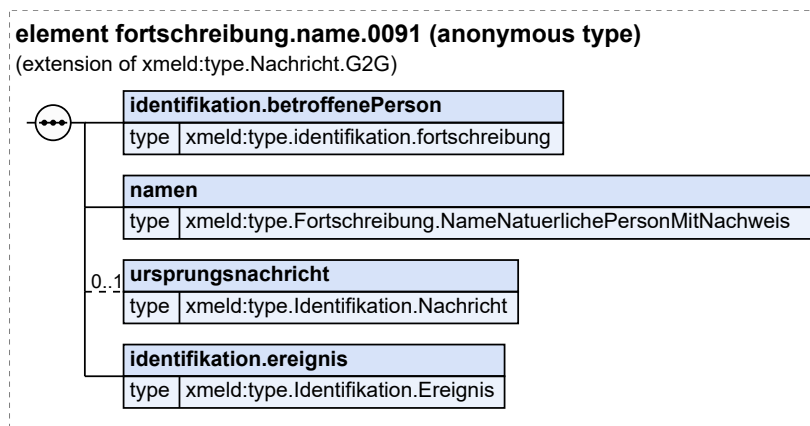 element fortschreibung.name.0091 (anonymous type)
(extension of xmeld:type.Nachricht.G2G)
identifikation.betroffenePerson
type xmeld:type.identifikation.fortschreibung
namen
type xmeld:type.Fortschreibung.NameNatuerlichePersonMitNachweis
0..1 ursprungsnachricht
type xmeld:type.Identifikation.Nachricht
identifikation.ereignis
type xmeld:type.Identifikation.Ereignis